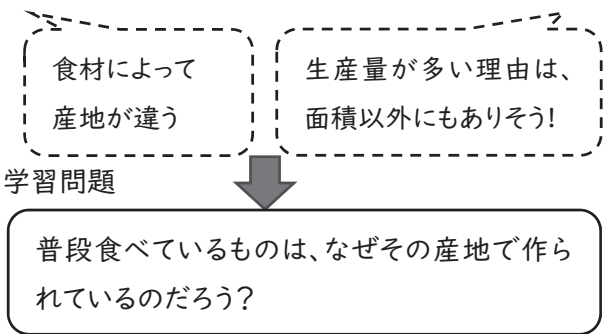 食材によって
産地が違う
生産量が多い理由は、
面積以外にもありそう!
学習問題
普段食べているものは、なぜその産地で作ら
れているのだろう?